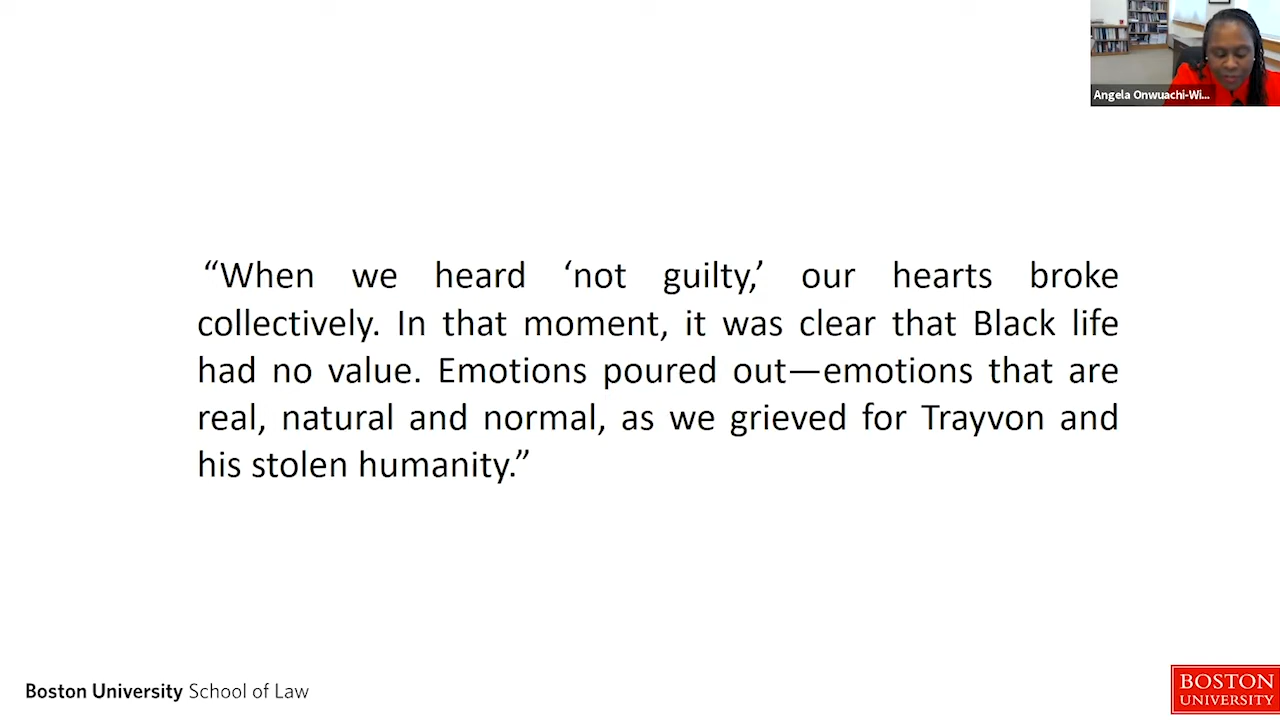 Angela Onwuachi-Wi...
“When we heard ‘not guilty,’ our hearts broke
collectively. In that moment, it was clear that Black life
had no value. Emotions poured out—emotions that are
real, natural and normal, as we grieved for Trayvon and
his stolen humanity.”
Boston University School of Law
BOSTON
UNIVERSITY